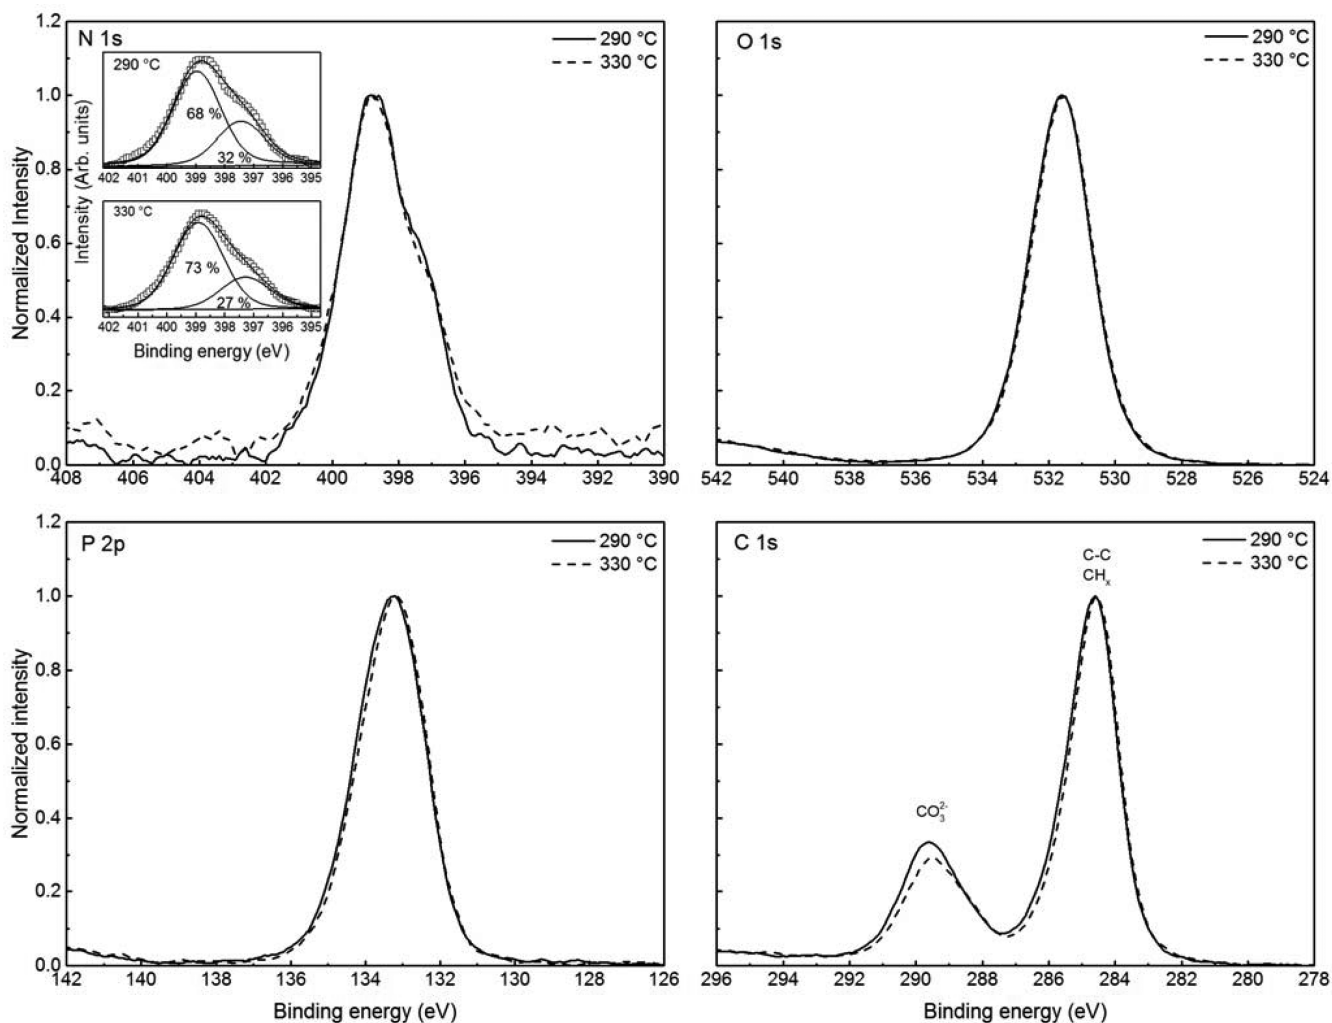 N 1s
290 °C
330 °C
290 °C
68 %
32 %
402 401 400 399 398 397 396 395
330 °C
73 %
27 %
402 401 400 399 398 397 396 395
Binding energy (eV)
Intensity (Arb. units)
Normalized Intensity
1.2
1.0
0.8
0.6
0.4
0.2
0.0
408 406 404 402 400 398 396 394 392 390
O 1s
290 °C
330 °C
542 540 538 536 534 532 530 528 526 524
P 2p
290 °C
330 °C
Normalized intensity
1.2
1.0
0.8
0.6
0.4
0.2
0.0
142 140 138 136 134 132 130 128 126
Binding energy (eV)
C 1s
290 °C
330 °C
C-C
CHₓ
CO₃²⁻
296 294 292 290 288 286 284 282 280 278
Binding energy (eV)